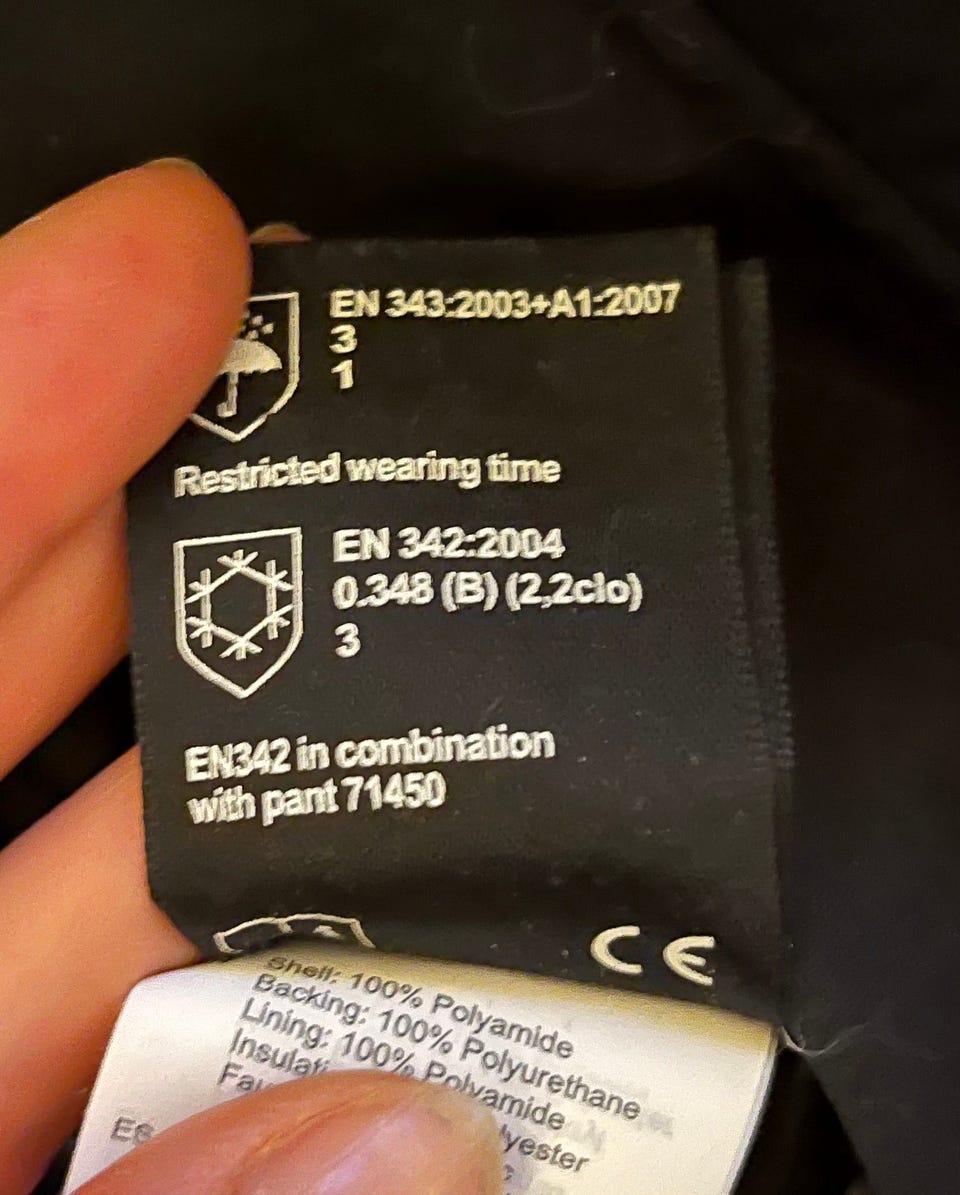 EN 343:2003+A1:2007
3
1
Restricted wearing time
EN 342:2004
0.348 (B) (2,2clo)
3
EN342 in combination
with pant 71450
CE
Shell: 100% Polyamide
Backing: 100% Polyurethane
Lining: 100% Polyamide